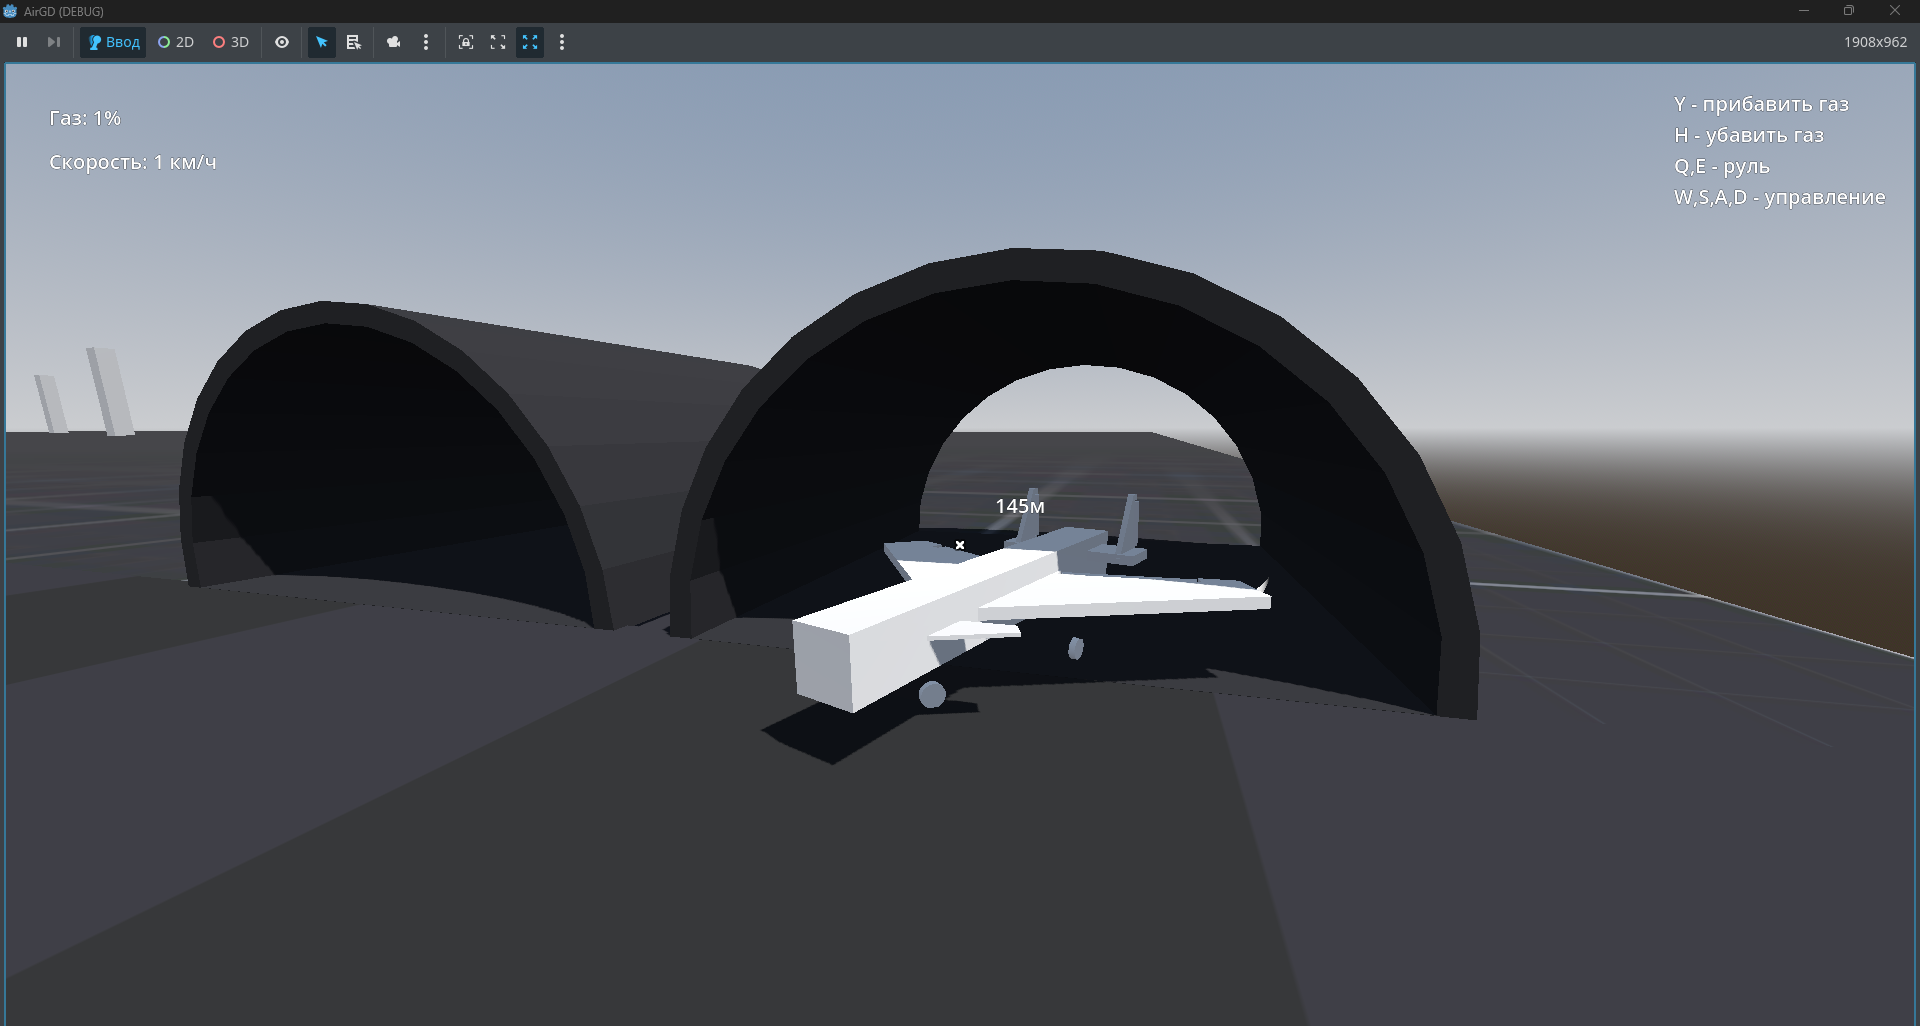 AirGD (DEBUG)
Ввод 2D 3D 1908x962
Газ: 1%
Скорость: 1 км/ч
Y - прибавить газ
H - убавить газ
Q,E - руль
W,S,A,D - управление
145м